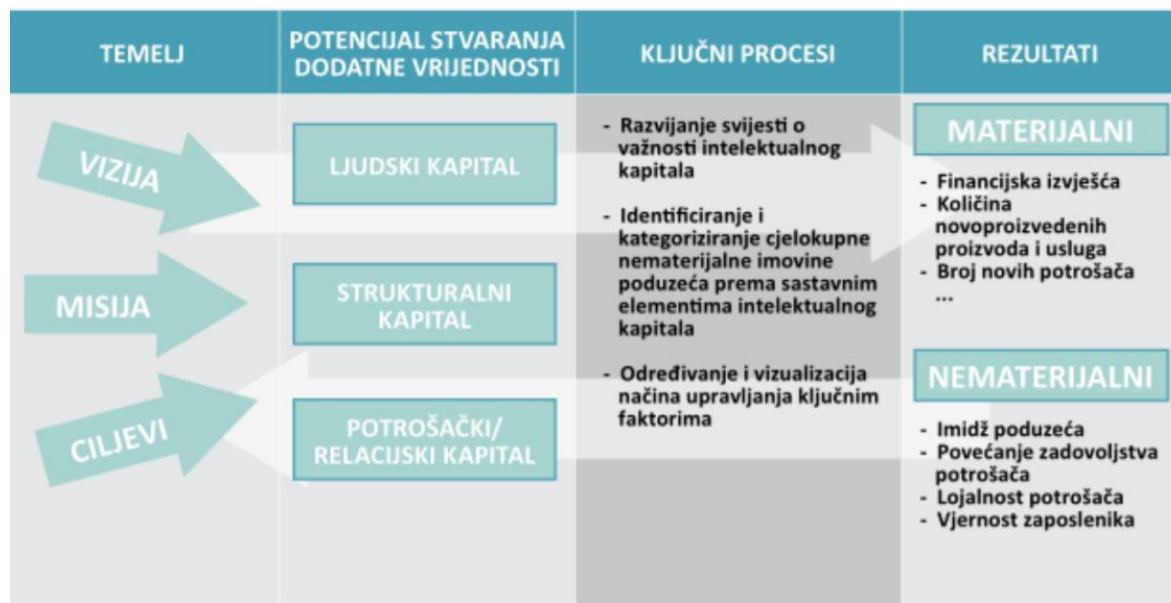 TEMELJ
POTENCIJAL STVARANJA
DODATNE VRIJEDNOSTI
KLJUČNI PROCESI
REZULTATI
VIZIJA
MISIJA
CILJEVI
LJUDSKI KAPITAL
STRUKTURALNI
KAPITAL
POTROŠAČKI/
RELACIJSKI KAPITAL
- Razvijanje svijesti o
važnosti intelektualnog
kapitala
- Identificiranje i
kategoriziranje cjelokupne
nematerijalne imovine
poduzeća prema sastavnim
elementima intelektualnog
kapitala
- Određivanje i vizualizacija
načina upravljanja ključnim
faktorima
MATERIJALNI
- Financijska izvješća
- Količina
novoproizvedenih
proizvoda i usluga
- Broj novih potrošača
...
NEMATERIJALNI
- Imidž poduzeća
- Povećanje zadovoljstva
potrošača
- Lojalnost potrošača
- Vjernost zaposlenika